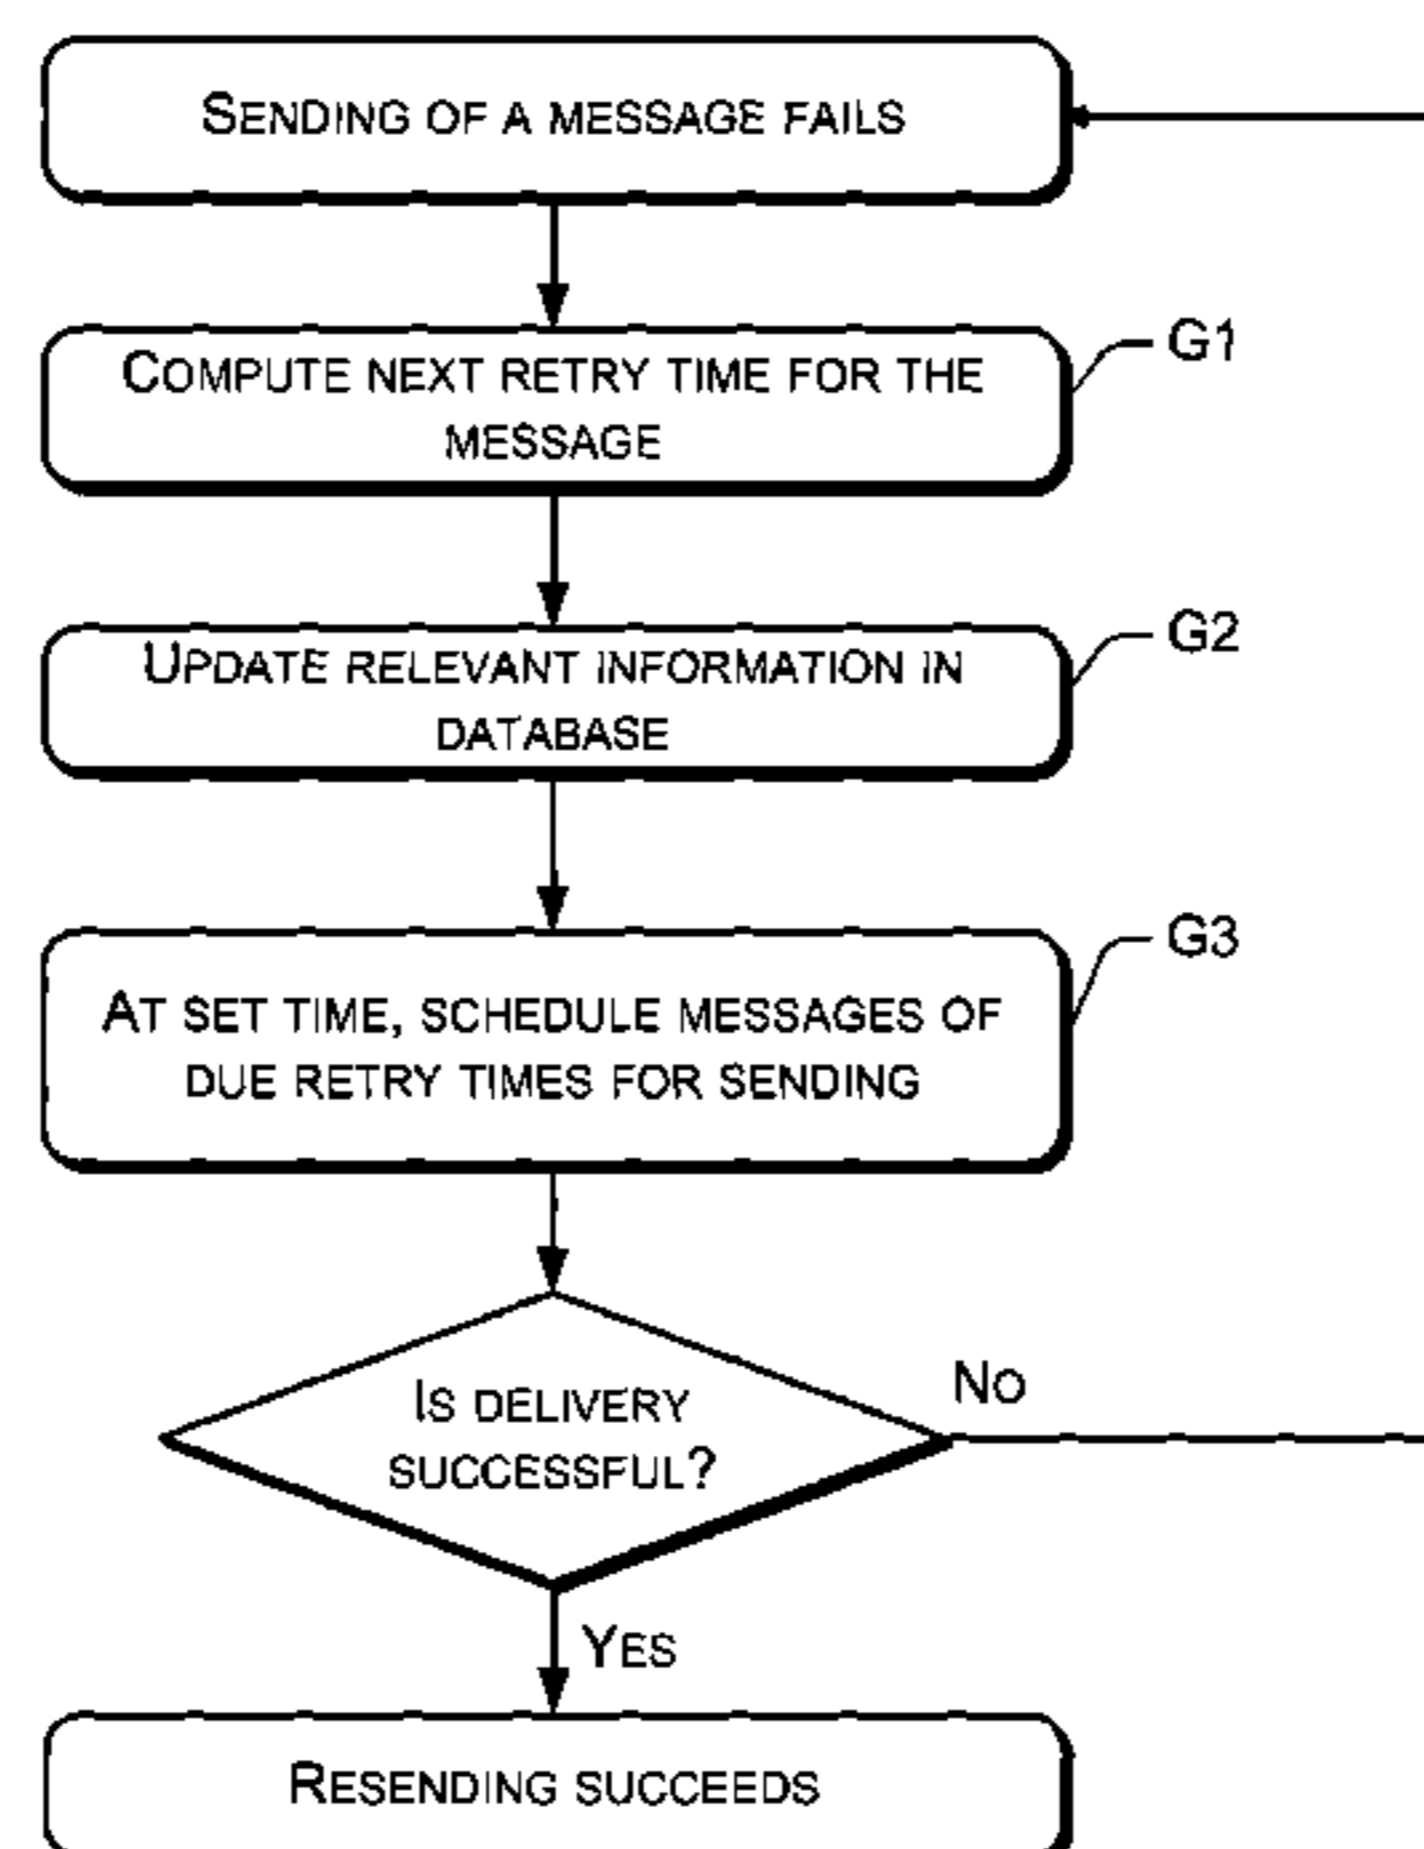 SENDING OF A MESSAGE FAILS
COMPUTE NEXT RETRY TIME FOR THE
MESSAGE
G1
UPDATE RELEVANT INFORMATION IN
DATABASE
G2
AT SET TIME, SCHEDULE MESSAGES OF
DUE RETRY TIMES FOR SENDING
G3
IS DELIVERY
SUCCESSFUL?
NO
YES
RESENDING SUCCEEDS